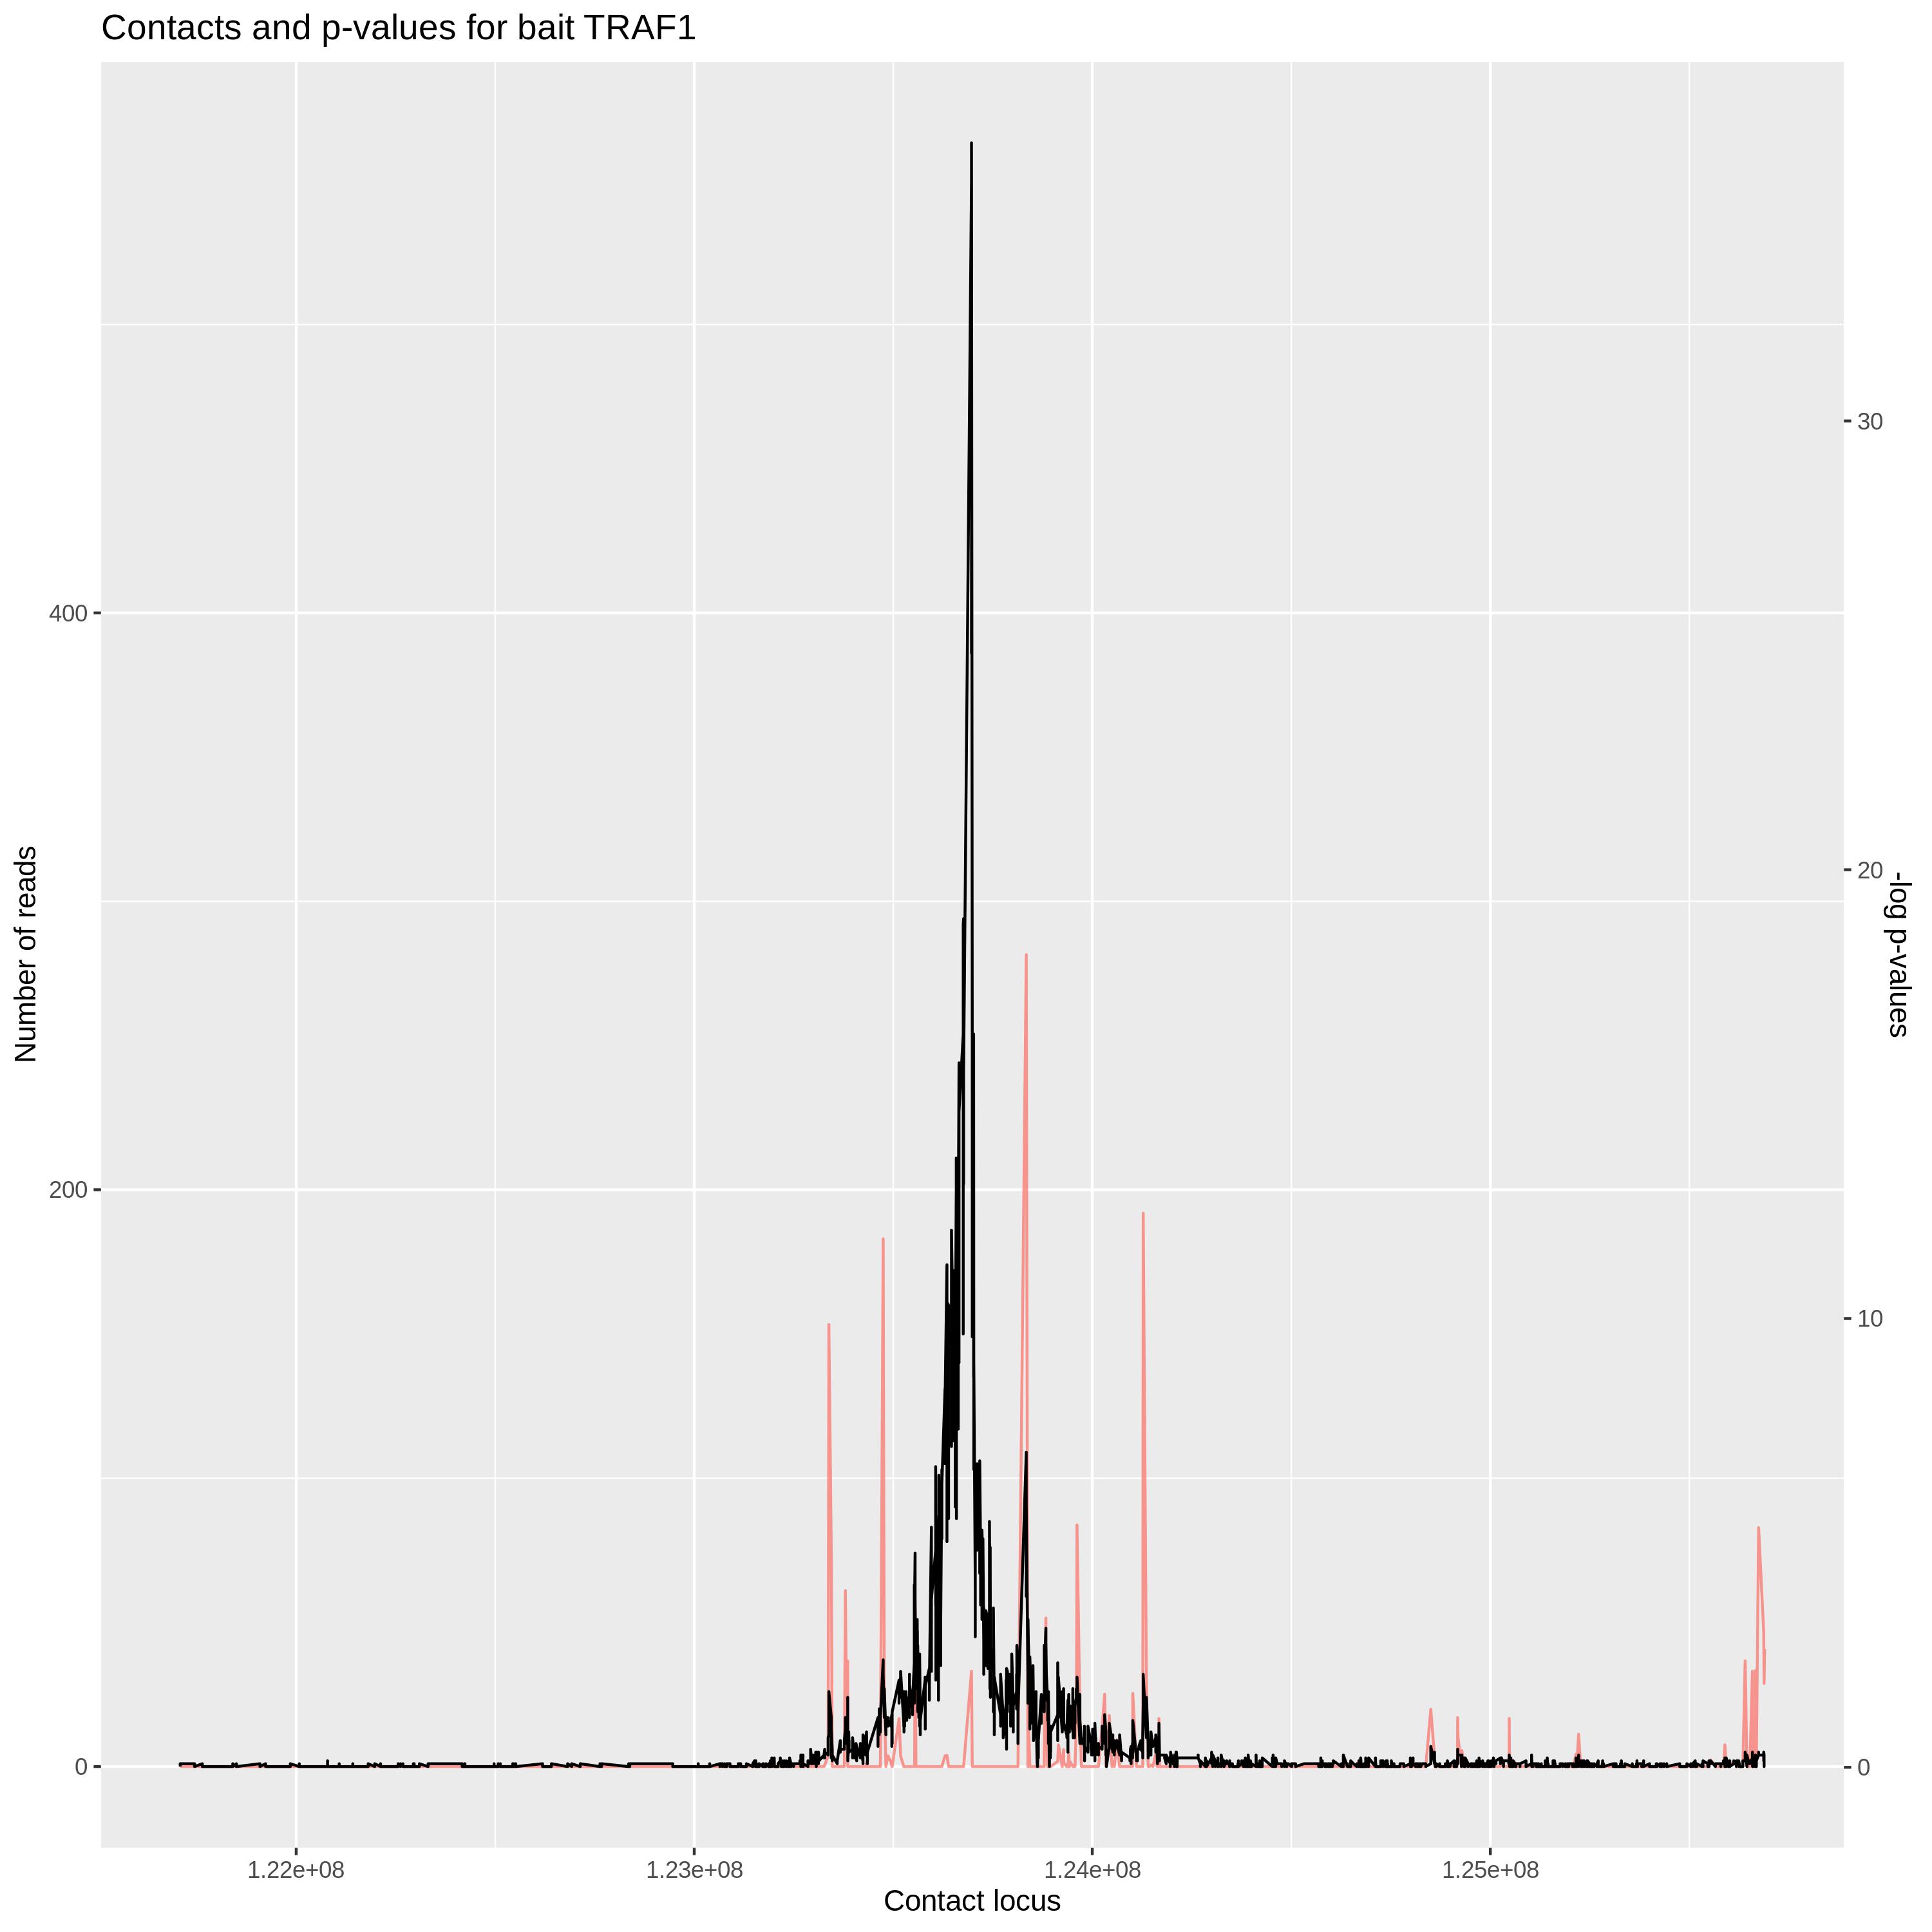 Contacts and p-values for bait TRAF1
Number of reads
400
200
0
30
20
10
0
-log p-values
1.22e+08
1.23e+08
1.24e+08
1.25e+08
Contact locus